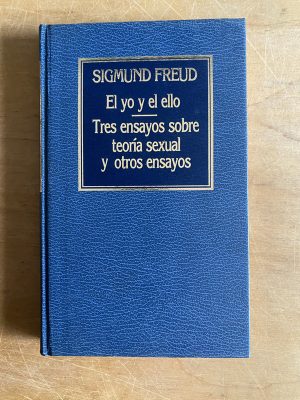 SIGMUND FREUD
El yo y el ello
Tres ensayos sobre
teoría sexual
y otros ensayos